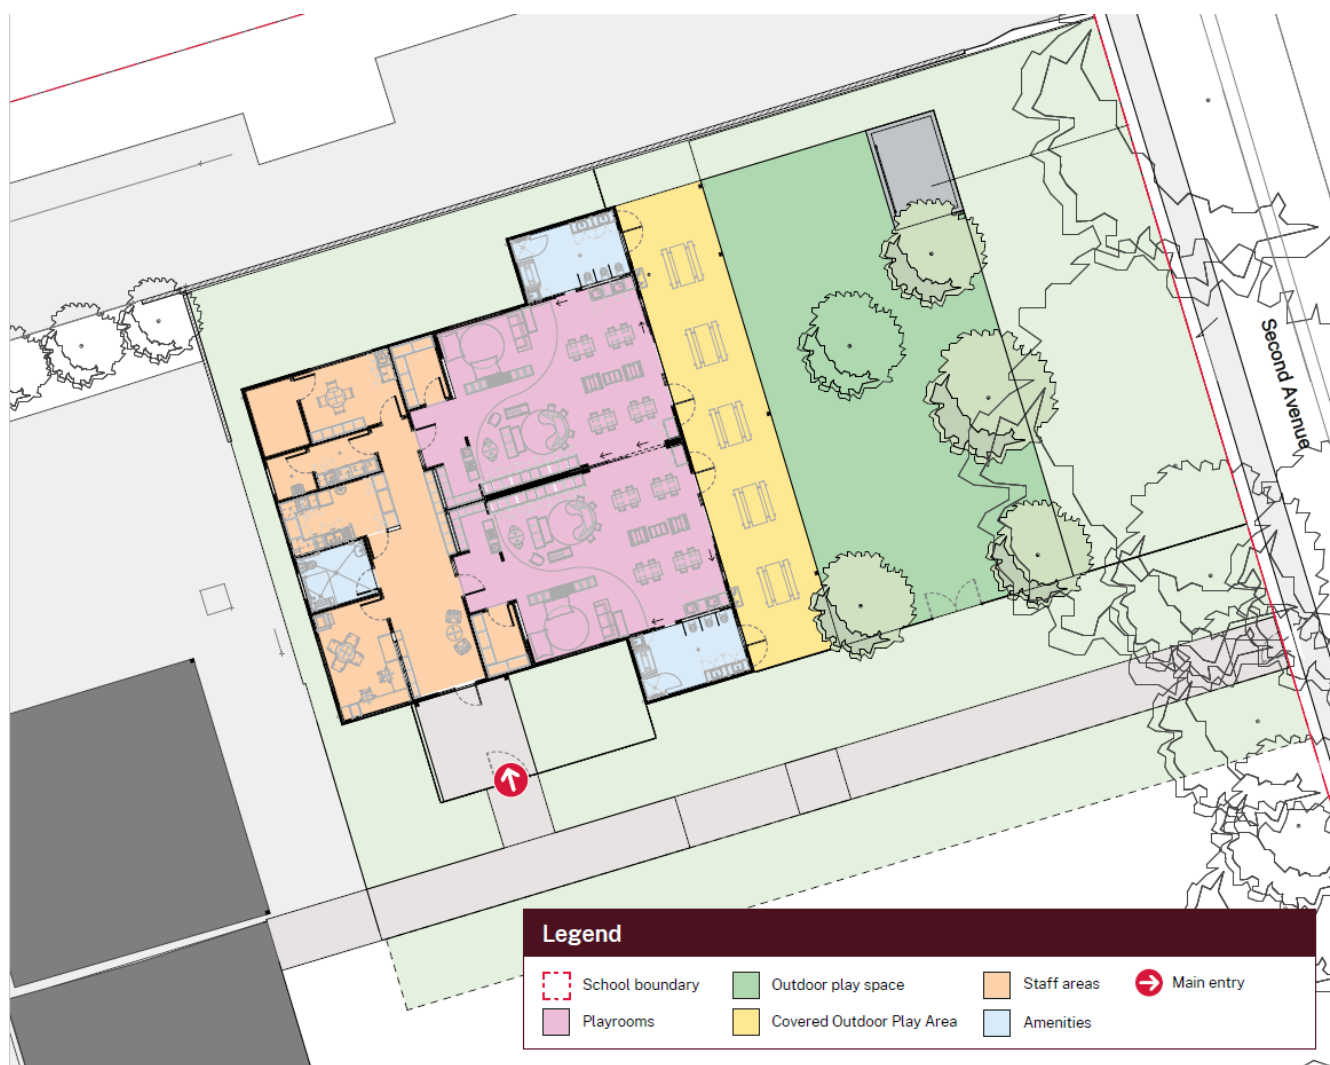 Second Avenue
Legend
School boundary
Outdoor play space
Staff areas
Main entry
Playrooms
Covered Outdoor Play Area
Amenities